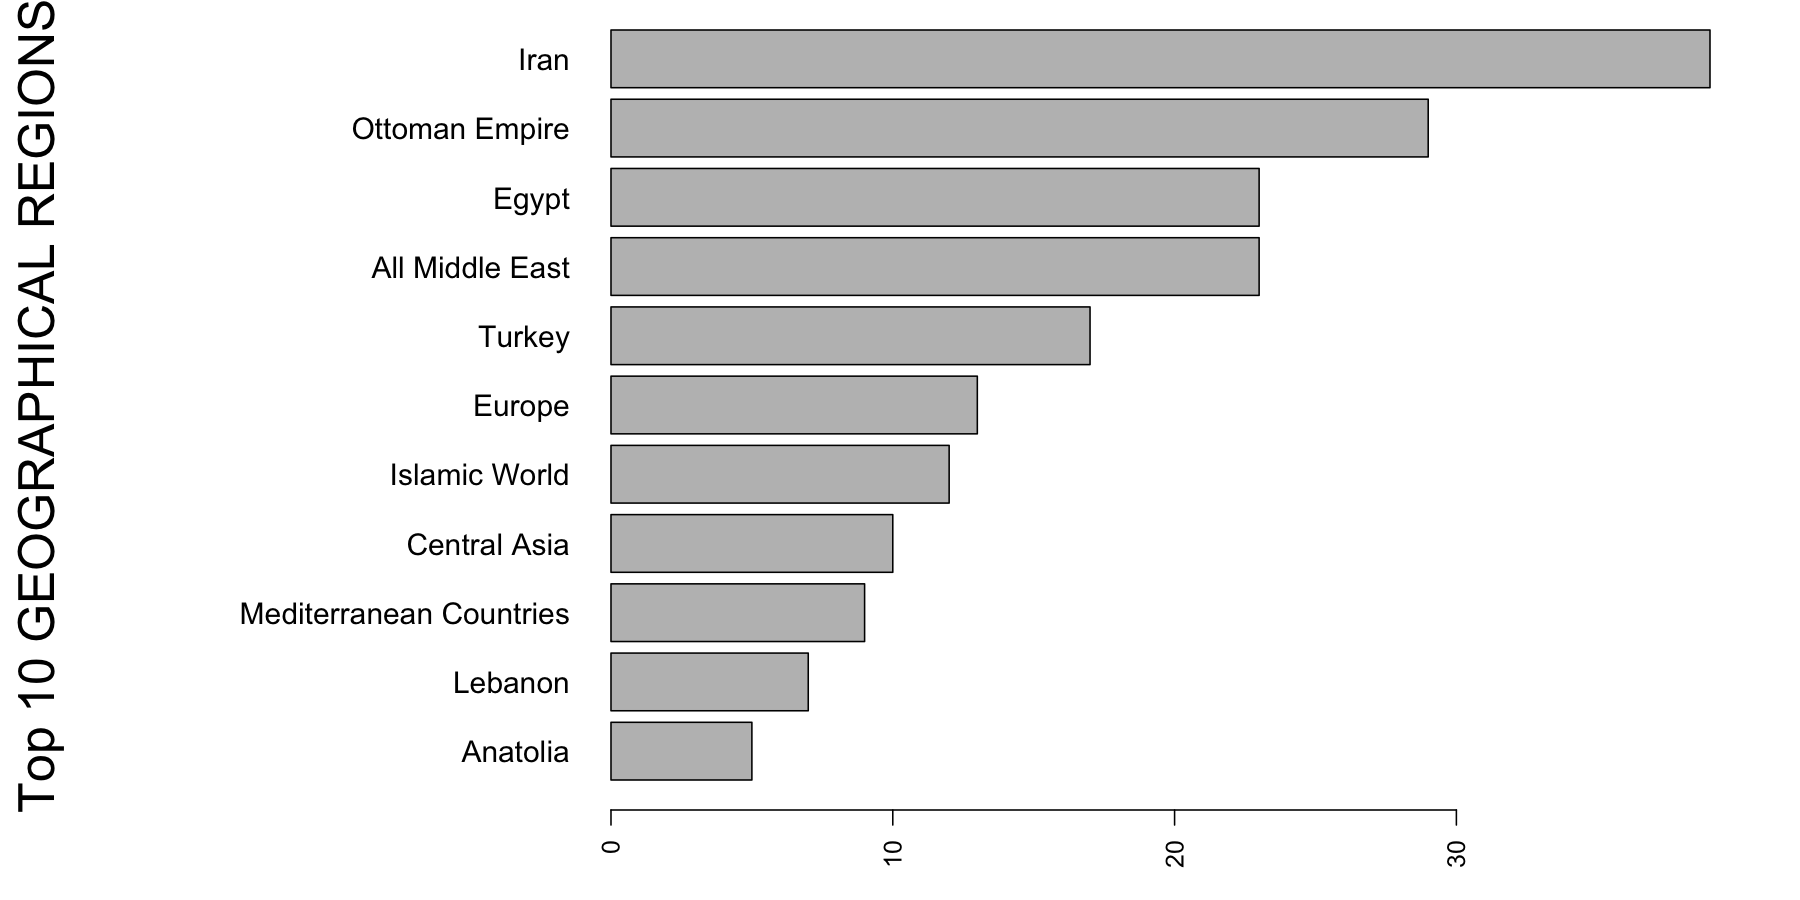 Top 10 GEOGRAPHICAL REGIONS
Iran
Ottoman Empire
Egypt
All Middle East
Turkey
Europe
Islamic World
Central Asia
Mediterranean Countries
Lebanon
Anatolia
0
10
20
30